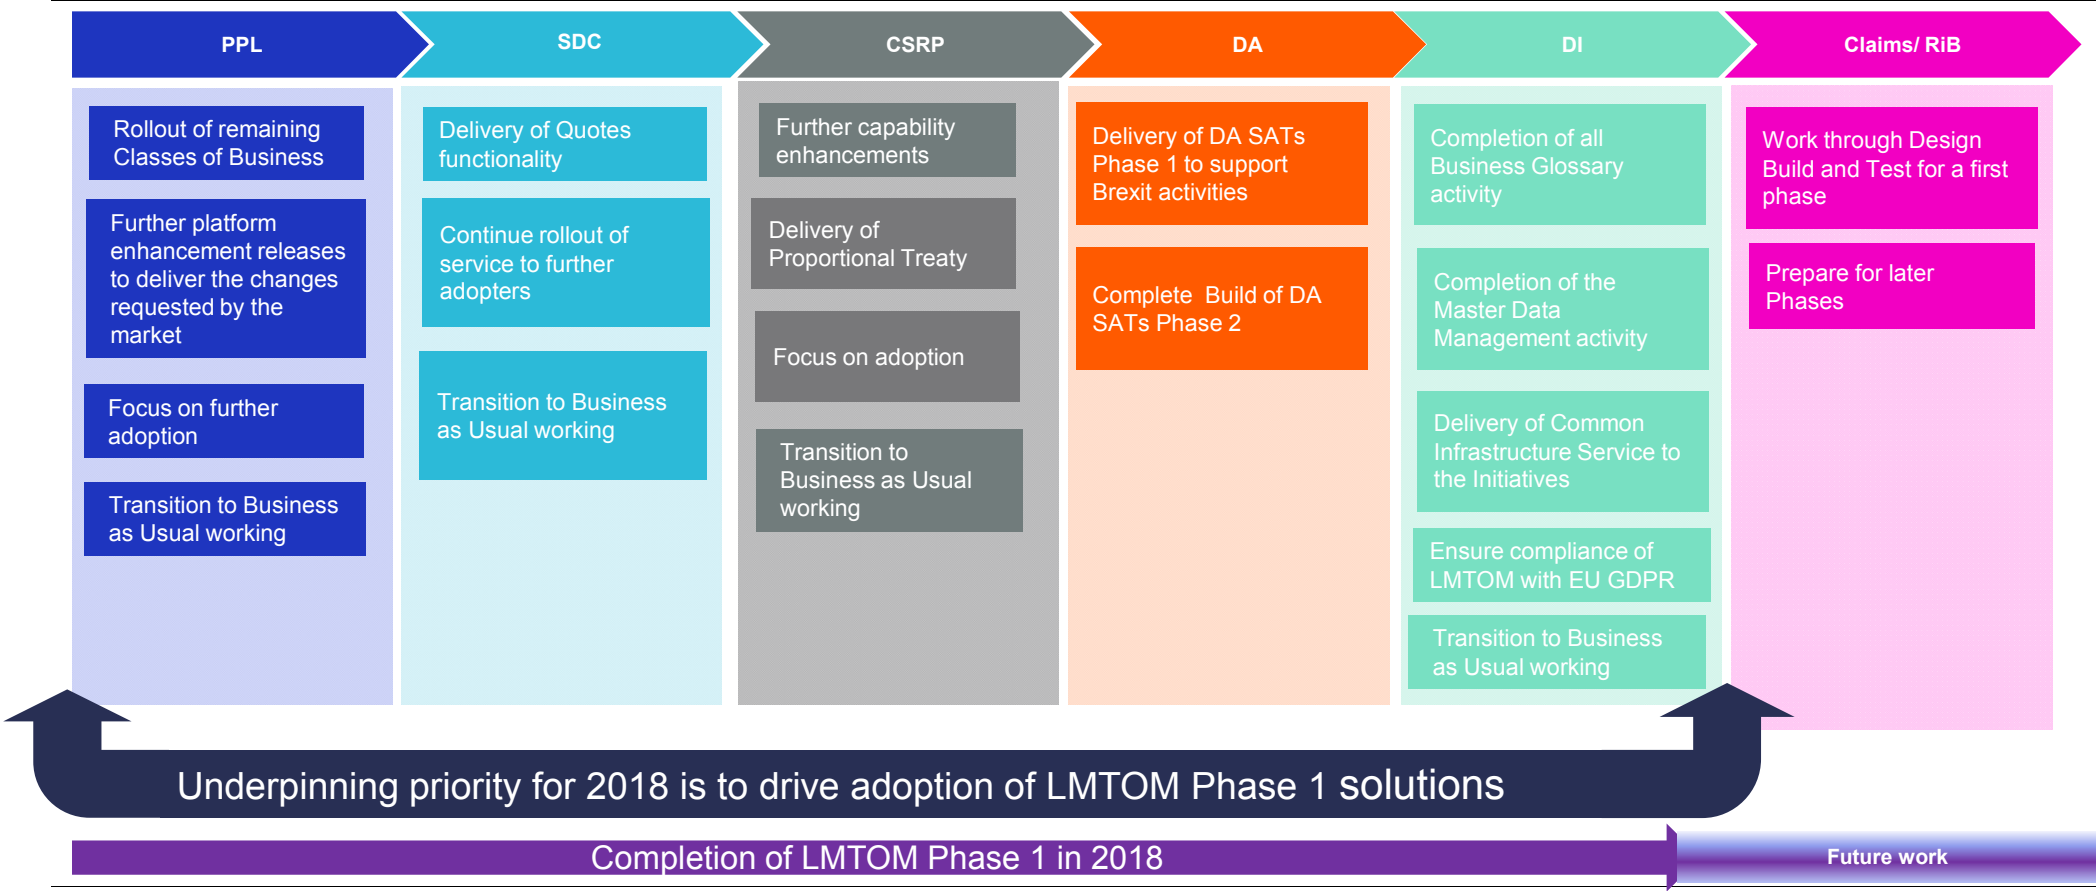 PPL
SDC
CSRP
DA
DI
Claims/ RiB
Rollout of remaining
Classes of Business
Further platform
enhancement releases
to deliver the changes
requested by the
market
Focus on further
adoption
Transition to Business
as Usual working
Delivery of Quotes
functionality
Continue rollout of
service to further
adopters
Transition to Business
as Usual working
Further capability
enhancements
Delivery of
Proportional Treaty
Focus on adoption
Transition to
Business as Usual
working
Delivery of DA SATs
Phase 1 to support
Brexit activities
Complete Build of DA
SATs Phase 2
Completion of all
Business Glossary
activity
Completion of the
Master Data
Management activity
Delivery of Common
Infrastructure Service to
the Initiatives
Ensure compliance of
LMTOM with EU GDPR
Transition to Business
as Usual working
Work through Design
Build and Test for a first
phase
Prepare for later
Phases
Underpinning priority for 2018 is to drive adoption of LMTOM Phase 1 solutions
Completion of LMTOM Phase 1 in 2018
Future work